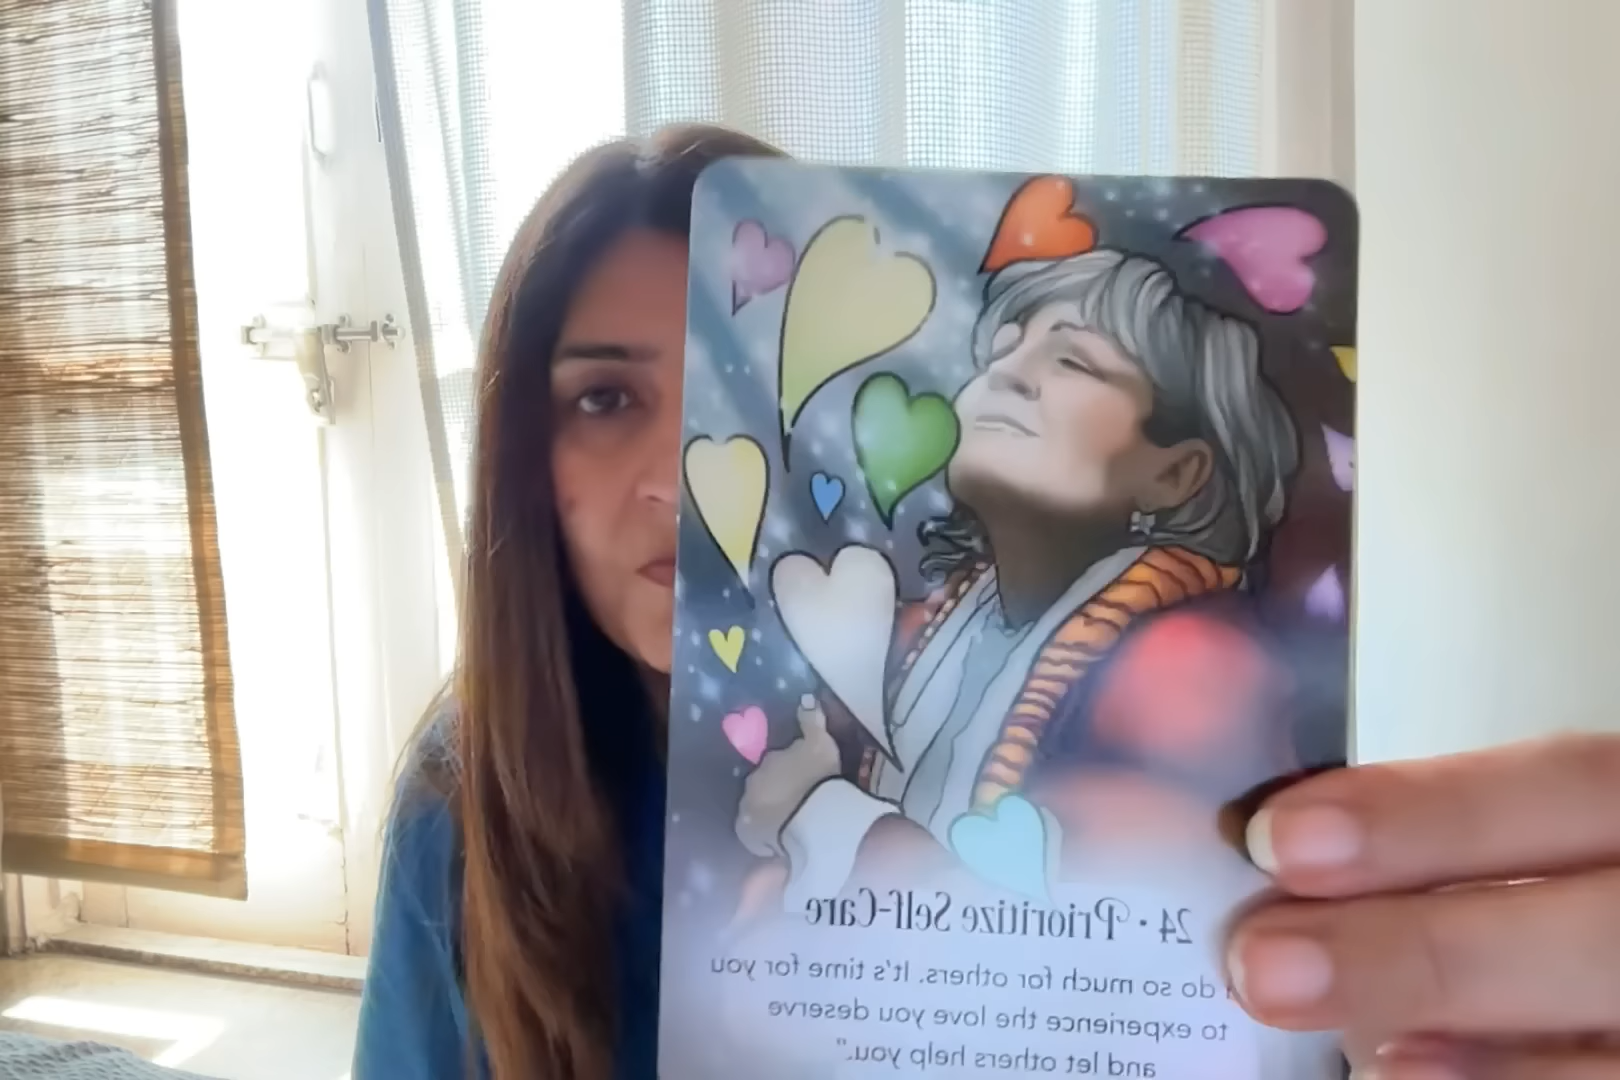 24 · Prioritize Self-Care
do so much for others. It's time for you
to experience the love you deserve
and let others help you."